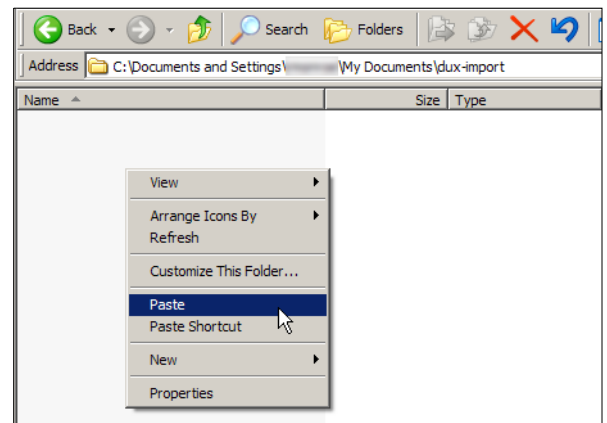 Back Search Folders
Address C:\Documents and Settings\ \My Documents\dux-import
Name Size Type
View
Arrange Icons By
Refresh
Customize This Folder...
Paste
Paste Shortcut
New
Properties